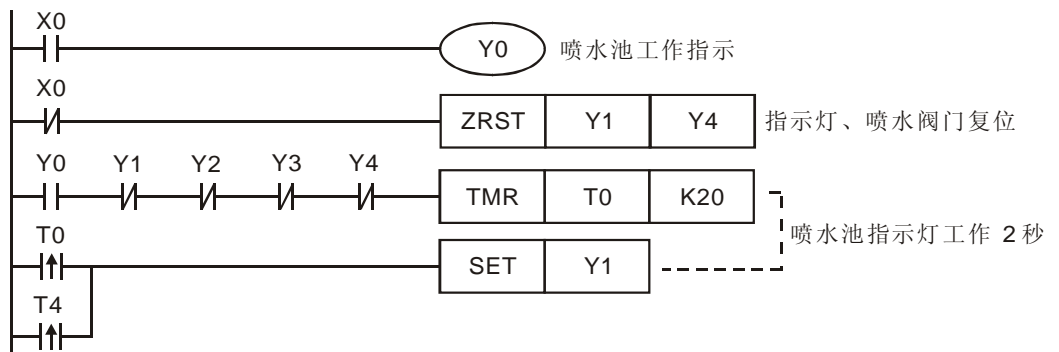 X0
Y0 喷水池工作指示
X0
ZRST Y1 Y4 指示灯、喷水阀门复位
Y0 Y1 Y2 Y3 Y4
TMR T0 K20
喷水池指示灯工作 2秒
T0
SET Y1
T4